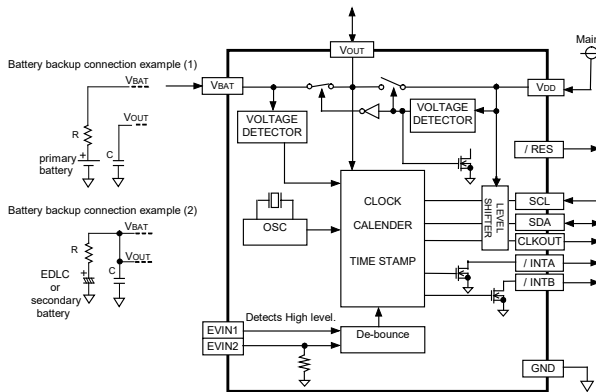 Main
VOUT
Battery backup connection example (1)
VBAT
VOUT
R
+
primary
battery
C
Battery backup connection example (2)
VBAT
VOUT
R
+
C
EDLC
or
secondary
battery
VBAT
VDD
VOLTAGE
DETECTOR
VOLTAGE
DETECTOR
/ RES
OSC
CLOCK
CALENDER
TIME STAMP
LEVEL
SHIFTER
SCL
SDA
CLKOUT
/ INTA
/ INTB
Detects High level.
EVIN1
EVIN2
De-bounce
GND